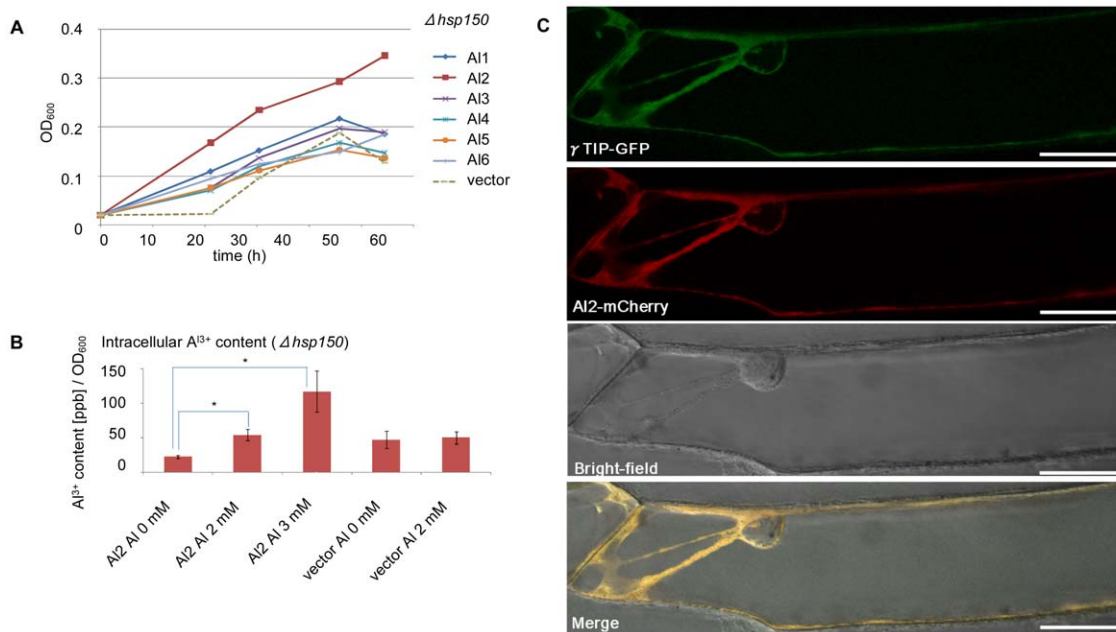 A
Δhsp150
OD600
0.4
0.3
0.2
0.1
0
0 10 20 30 40 50 60
time (h)
Al1
Al2
Al3
Al4
Al5
Al6
vector
B
Intracellular Al3+ content (Δhsp150)
Al3+ content [ppb] / OD600
150
100
50
0
*
*
Al2 Al 0 mM
Al2 Al 2 mM
Al2 Al 3 mM
vector Al 0 mM
vector Al 2 mM
C
γTIP-GFP
Al2-mCherry
Bright-field
Merge